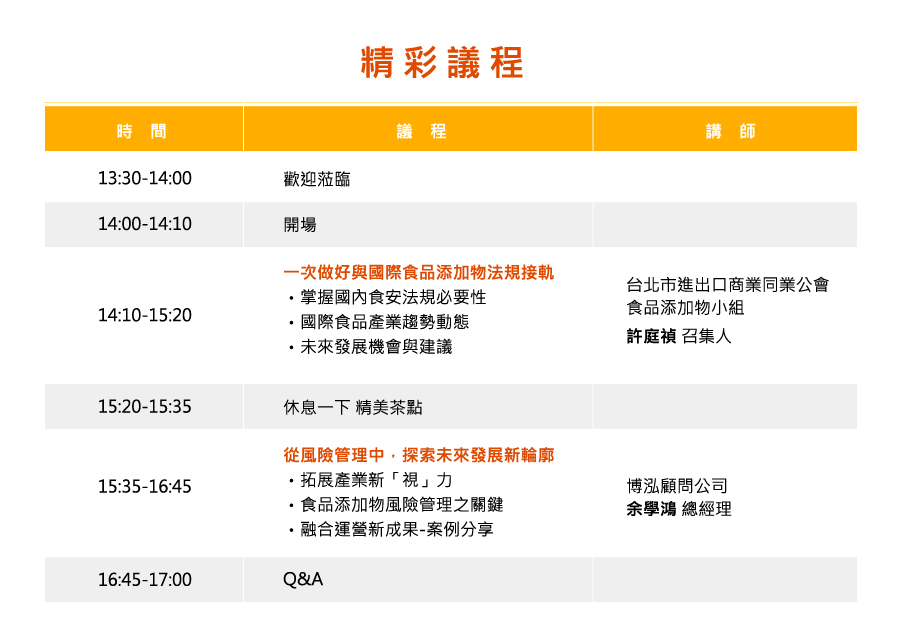 精彩議程
時 間 議 程 講 師
13:30-14:00 歡迎蒞臨
14:00-14:10 開場
14:10-15:20
一次做好與國際食品添加物法規接軌
・掌握國內食安法規必要性
・國際食品產業趨勢動態
・未來發展機會與建議
台北市進出口商業同業公會
食品添加物小組
許庭禎 召集人
15:20-15:35 休息一下 精美茶點
15:35-16:45
從風險管理中，探索未來發展新輪廓
・拓展產業新「視」力
・食品添加物風險管理之關鍵
・融合運營新成果-案例分享
博泓顧問公司
余學鴻 總經理
16:45-17:00 Q&A